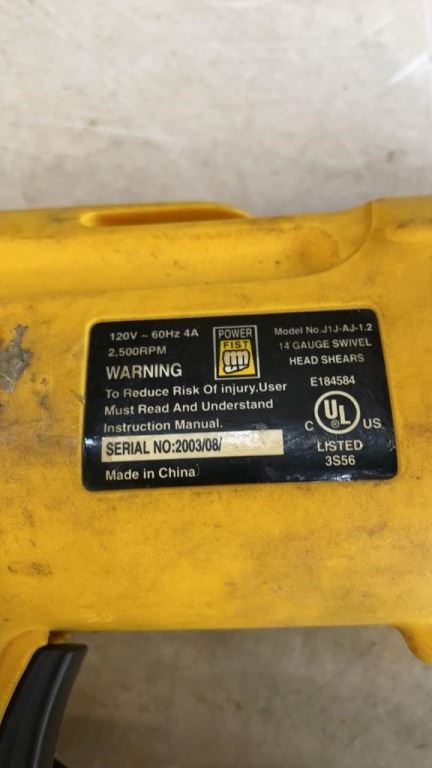 120V ~ 60Hz 4A
2,500RPM
WARNING
To Reduce Risk Of injury.User
Must Read And Understand
Instruction Manual.
SERIAL NO:2003/08/
Made in China
POWER
FIST
Model No.J1J-AJ-1.2
14 GAUGE SWIVEL
HEAD SHEARS
E184584
C UL ® US
LISTED
3S56